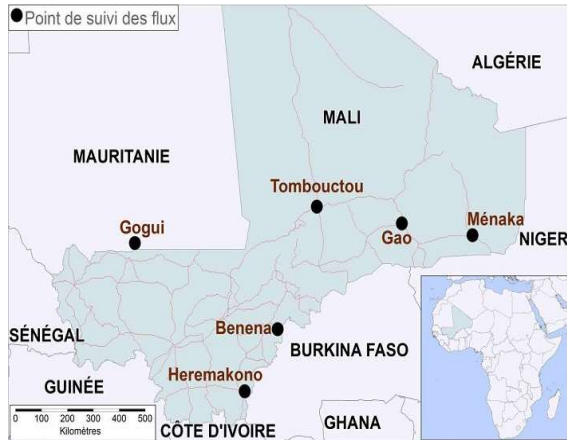 Point de suivi des flux
ALGÉRIE
MALI
MAURITANIE
Tombouctou
Gogui
Gao
Ménaka
NIGER
Benena
SÉNÉGAL
BURKINA FASO
Heremakono
GUINÉE
0 100 200 300 400 500
Kilomètres
CÔTE D'IVOIRE
GHANA